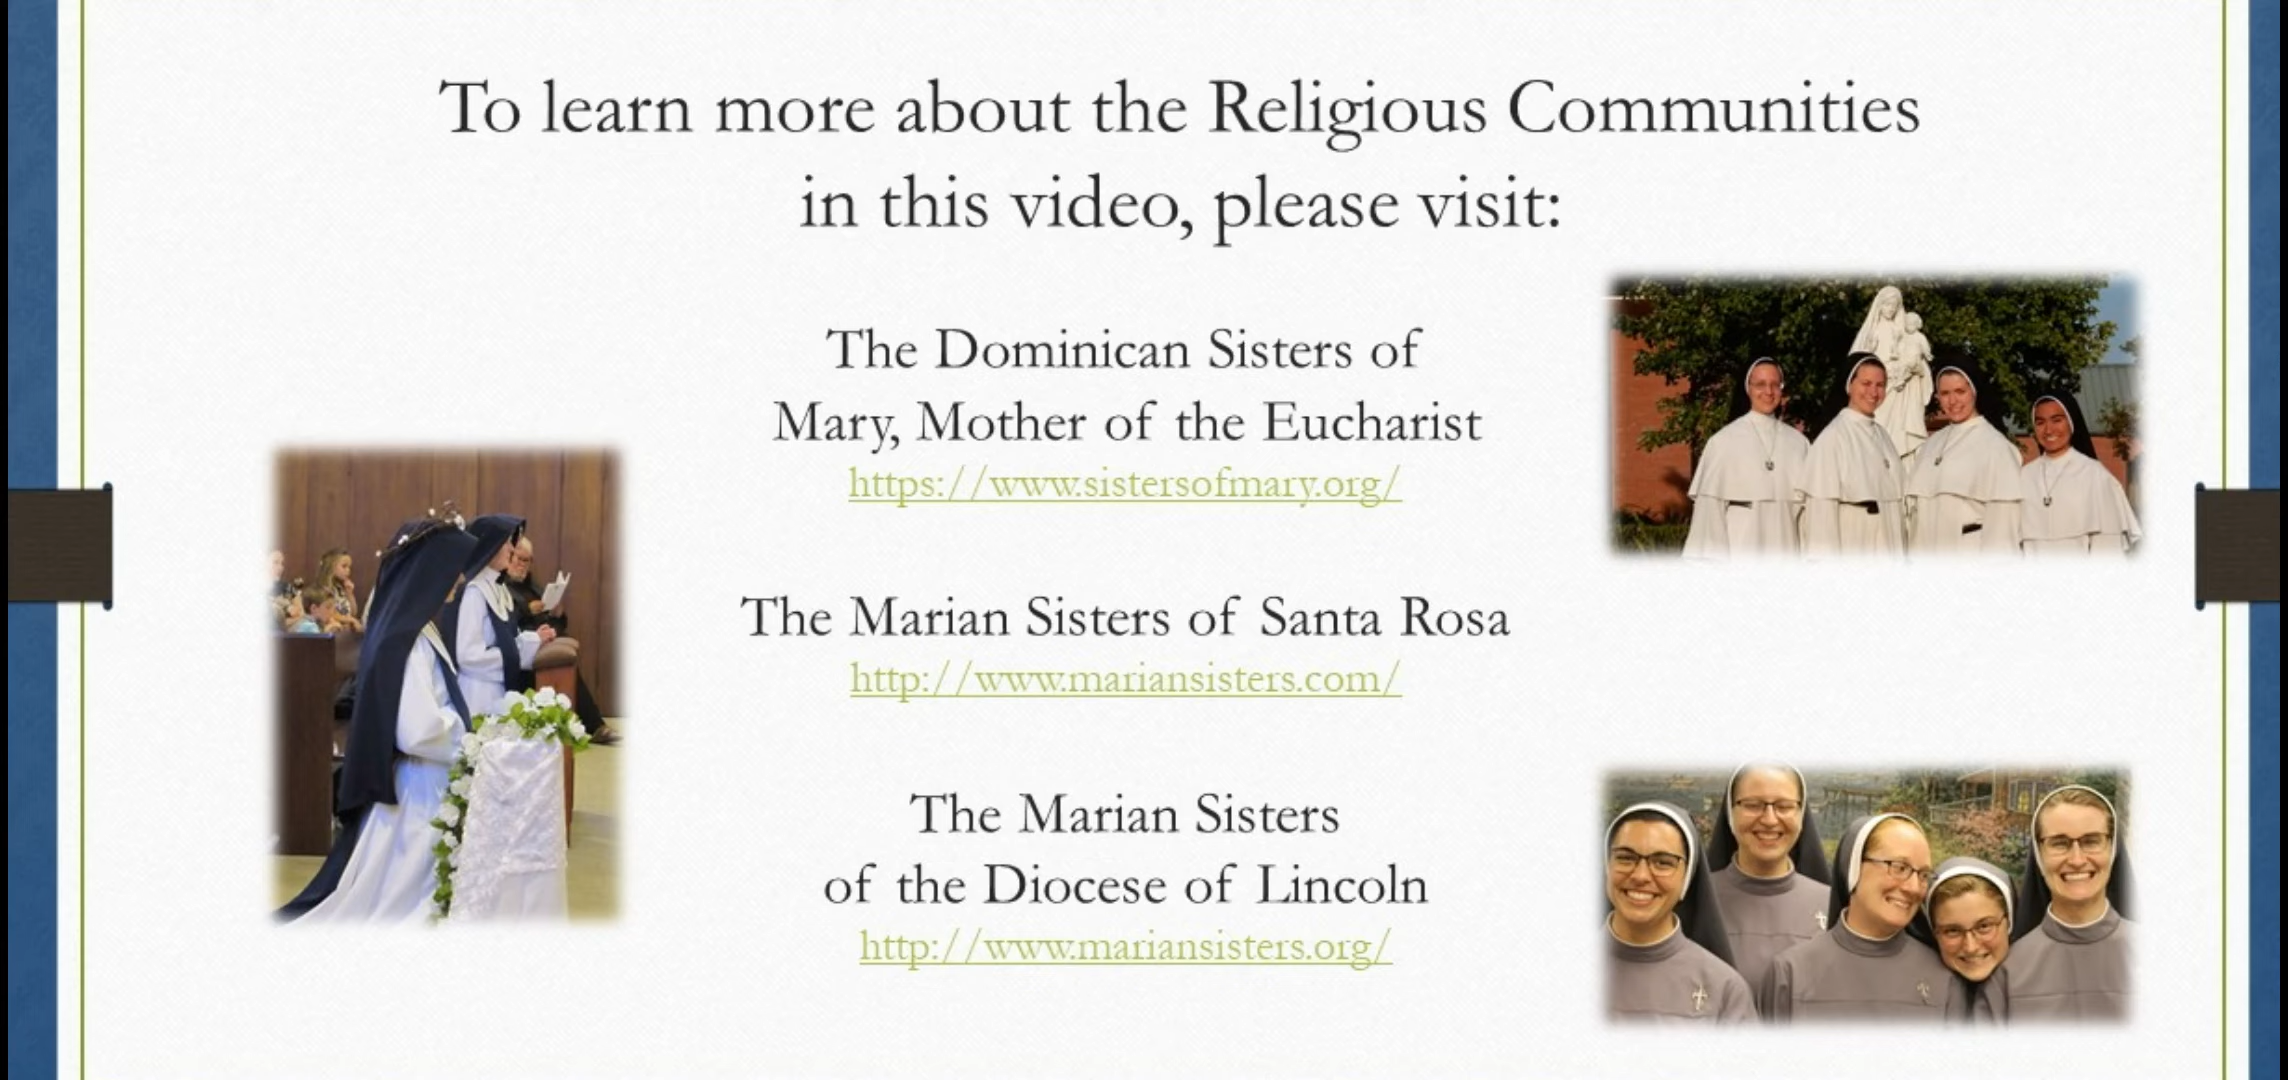 To learn more about the Religious Communities
in this video, please visit:
The Dominican Sisters of
Mary, Mother of the Eucharist
https://www.sistersofmary.org/
The Marian Sisters of Santa Rosa
http://www.mariansisters.com/
The Marian Sisters
of the Diocese of Lincoln
http://www.mariansisters.org/